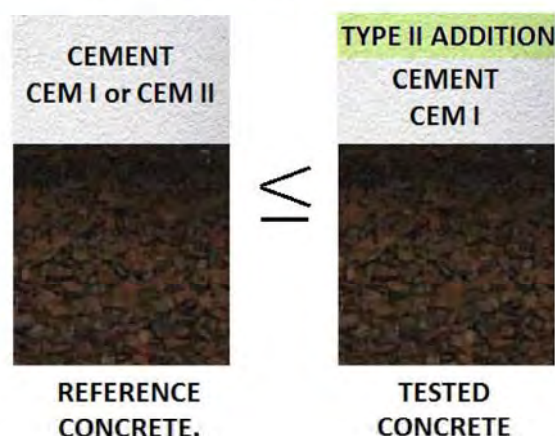 CEMENT
CEM I or CEM II
≤
TYPE II ADDITION
CEMENT
CEM I
REFERENCE
CONCRETE.
TESTED
CONCRETE